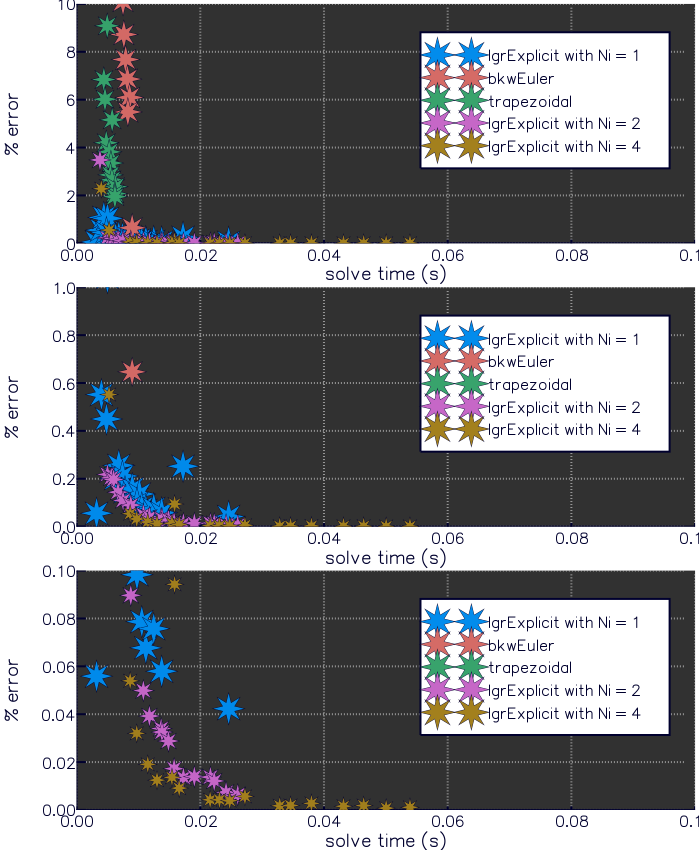 10
8
6
4
2
0
% error
0.00
0.02
0.04
0.06
0.08
0.1
solve time (s)
lgrExplicit with Ni = 1
bkwEuler
trapezoidal
lgrExplicit with Ni = 2
lgrExplicit with Ni = 4
1.0
0.8
0.6
0.4
0.2
0.0
% error
0.00
0.02
0.04
0.06
0.08
0.1
solve time (s)
lgrExplicit with Ni = 1
bkwEuler
trapezoidal
lgrExplicit with Ni = 2
lgrExplicit with Ni = 4
0.10
0.08
0.06
0.04
0.02
0.00
% error
0.00
0.02
0.04
0.06
0.08
0.1
solve time (s)
lgrExplicit with Ni = 1
bkwEuler
trapezoidal
lgrExplicit with Ni = 2
lgrExplicit with Ni = 4